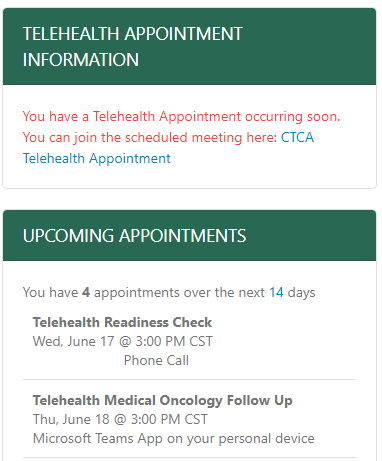 TELEHEALTH APPOINTMENT
INFORMATION
You have a Telehealth Appointment occurring soon.
You can join the scheduled meeting here: CTCA
Telehealth Appointment
UPCOMING APPOINTMENTS
You have 4 appointments over the next 14 days
Telehealth Readiness Check
Wed, June 17 @ 3:00 PM CST
Phone Call
Telehealth Medical Oncology Follow Up
Thu, June 18 @ 3:00 PM CST
Microsoft Teams App on your personal device